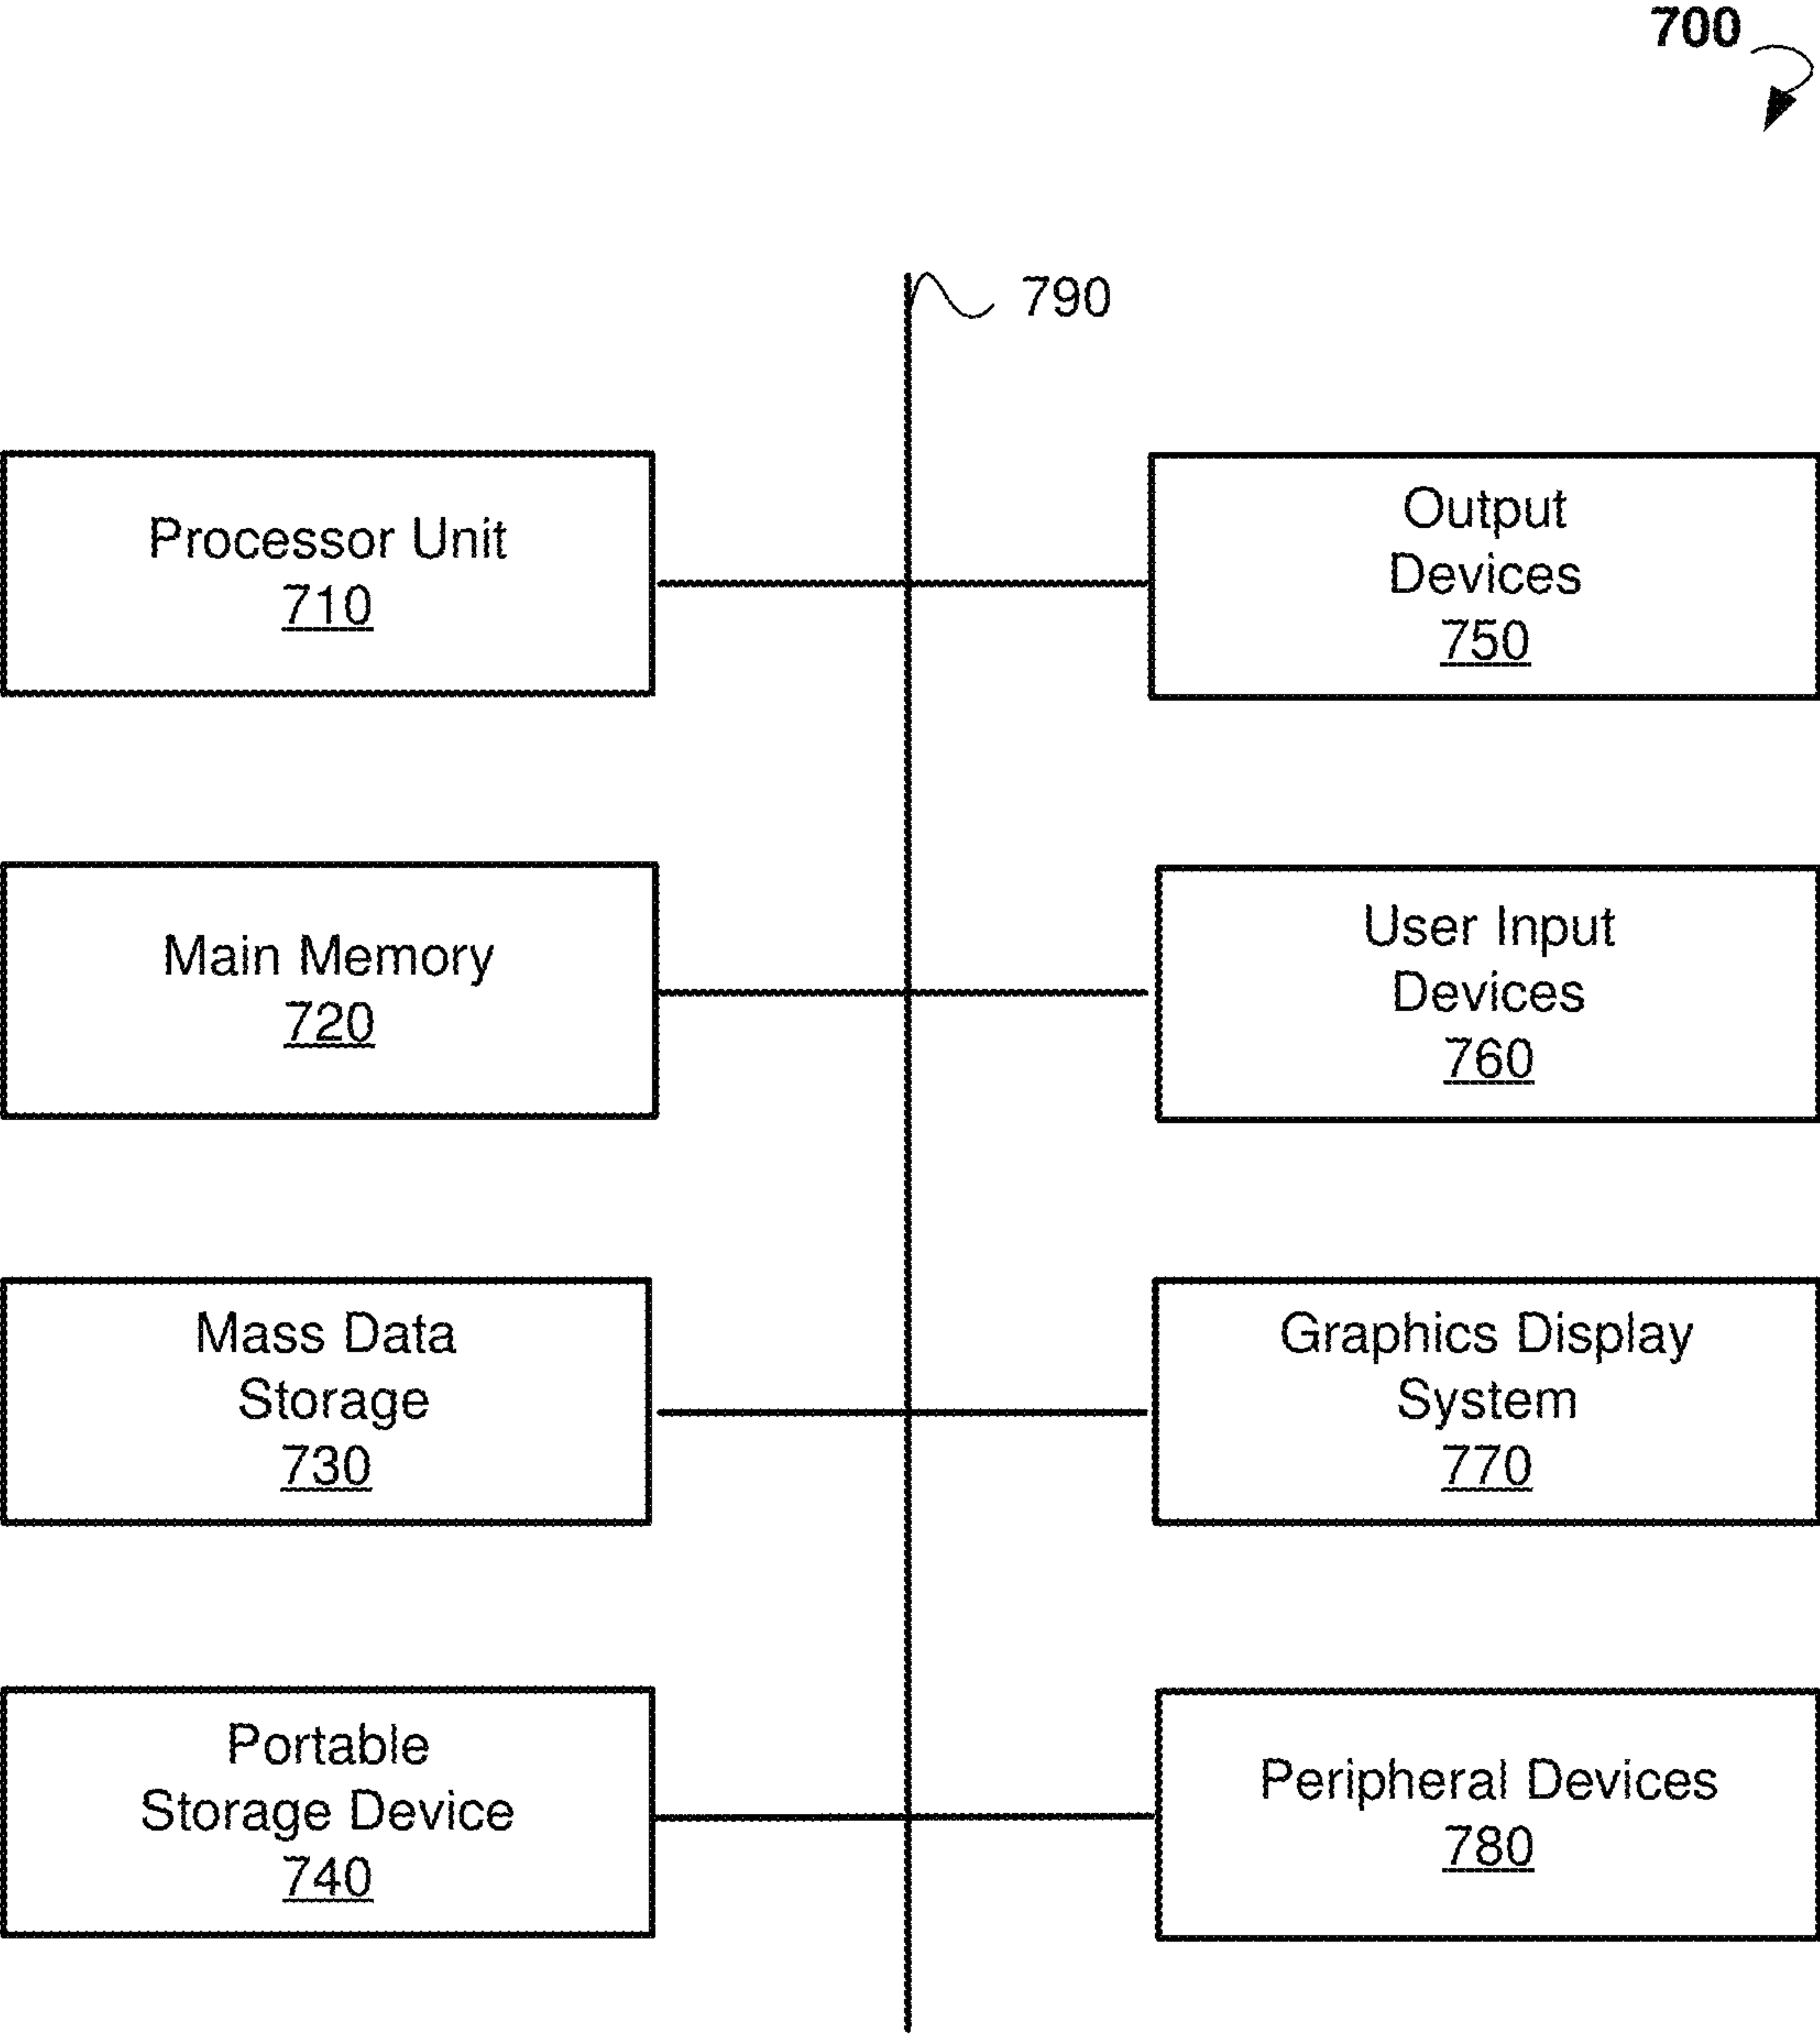 700
790
Processor Unit
710
Output
Devices
750
Main Memory
720
User Input
Devices
760
Mass Data
Storage
730
Graphics Display
System
770
Portable
Storage Device
740
Peripheral Devices
780